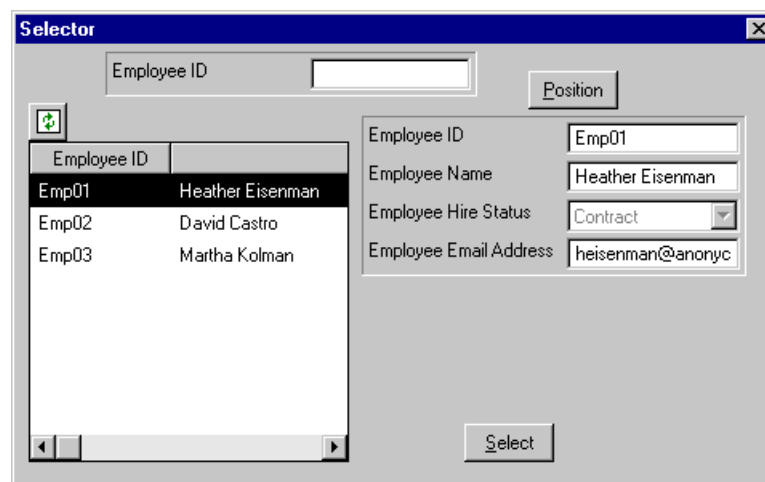 Selector
Employee ID
Position
Employee ID
Emp01 Heather Eisenman
Emp02 David Castro
Emp03 Martha Kolman
Employee ID Emp01
Employee Name Heather Eisenman
Employee Hire Status Contract
Employee Email Address heisenman@anonyc
Select